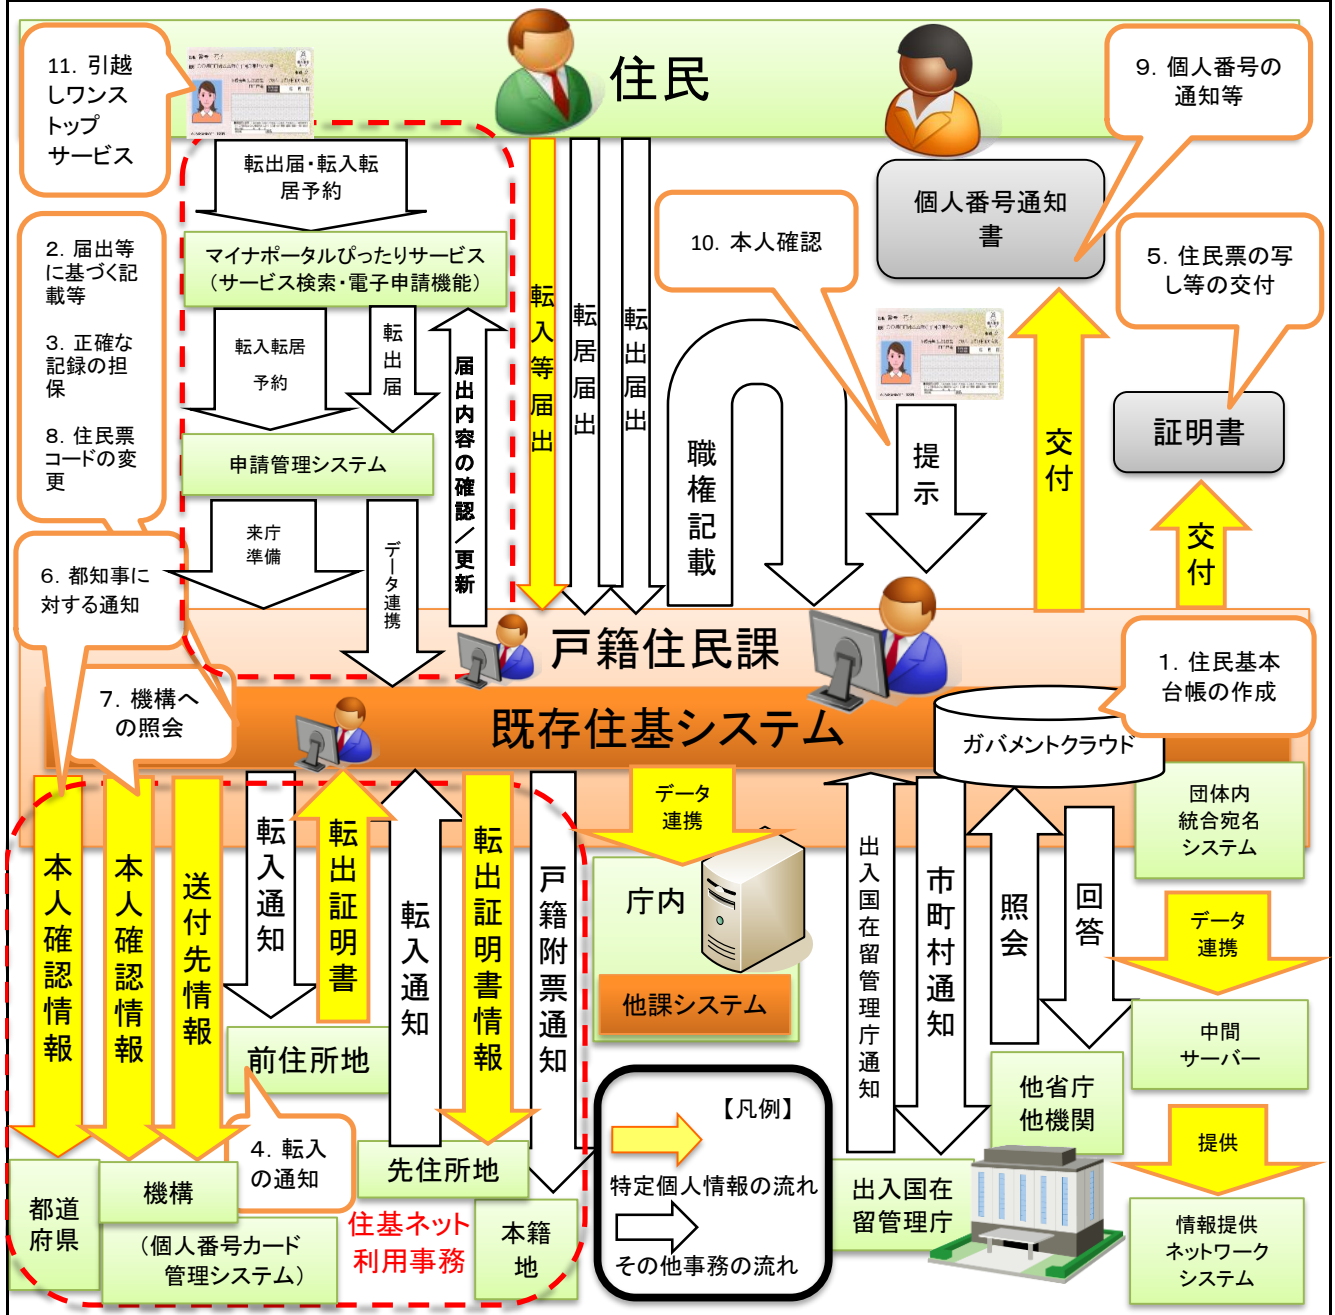 住民
11. 引越
しワンス
トップ
サービス
9. 個人番号の
通知等
転出届・転入転
居予約
個人番号通知
書
10. 本人確認
5. 住民票の写
し等の交付
2. 届出等
に基づく記
載等
3. 正確な
記録の担
保
8. 住民票
コードの変
更
マイナポータルぴったりサービス
（サービス検索・電子申請機能）
転入転居
予約
転出届
届出内容の確認／更新
転入等届出
転居届出
転出届出
職権記載
提示
交付
証明書
交付
申請管理システム
来庁
準備
データ連携
6. 都知事に
対する通知
7. 機構へ
の照会
戸籍住民課
1. 住民基本
台帳の作成
既存住基システム
ガバメントクラウド
本人確認情報
本人確認情報
送付先情報
転入通知
転出証明書
転入通知
転出証明書情報
戸籍附票通知
データ
連携
庁内
他課システム
出入国在留管理庁通知
市町村通知
照会
回答
団体内
統合宛名
システム
データ
連携
中間
サーバー
前住所地
4. 転入
の通知
先住所地
他省庁
他機関
提供
【凡例】
特定個人情報の流れ
その他事務の流れ
都道
府県
機構
（個人番号カード
管理システム）
住基ネット
利用事務
本籍
地
出入国在
留管理庁
情報提供
ネットワーク
システム